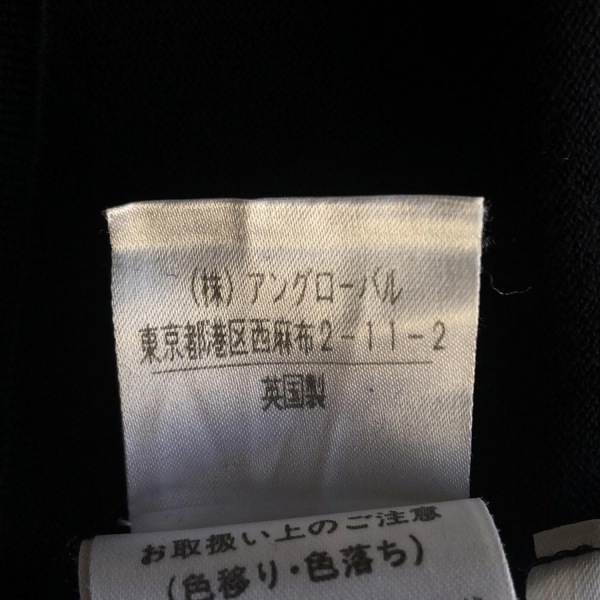 (株)アングローバル
東京都港区西麻布2-11-2
英国製
お取扱い上のご注意
(色移り・色落ち)